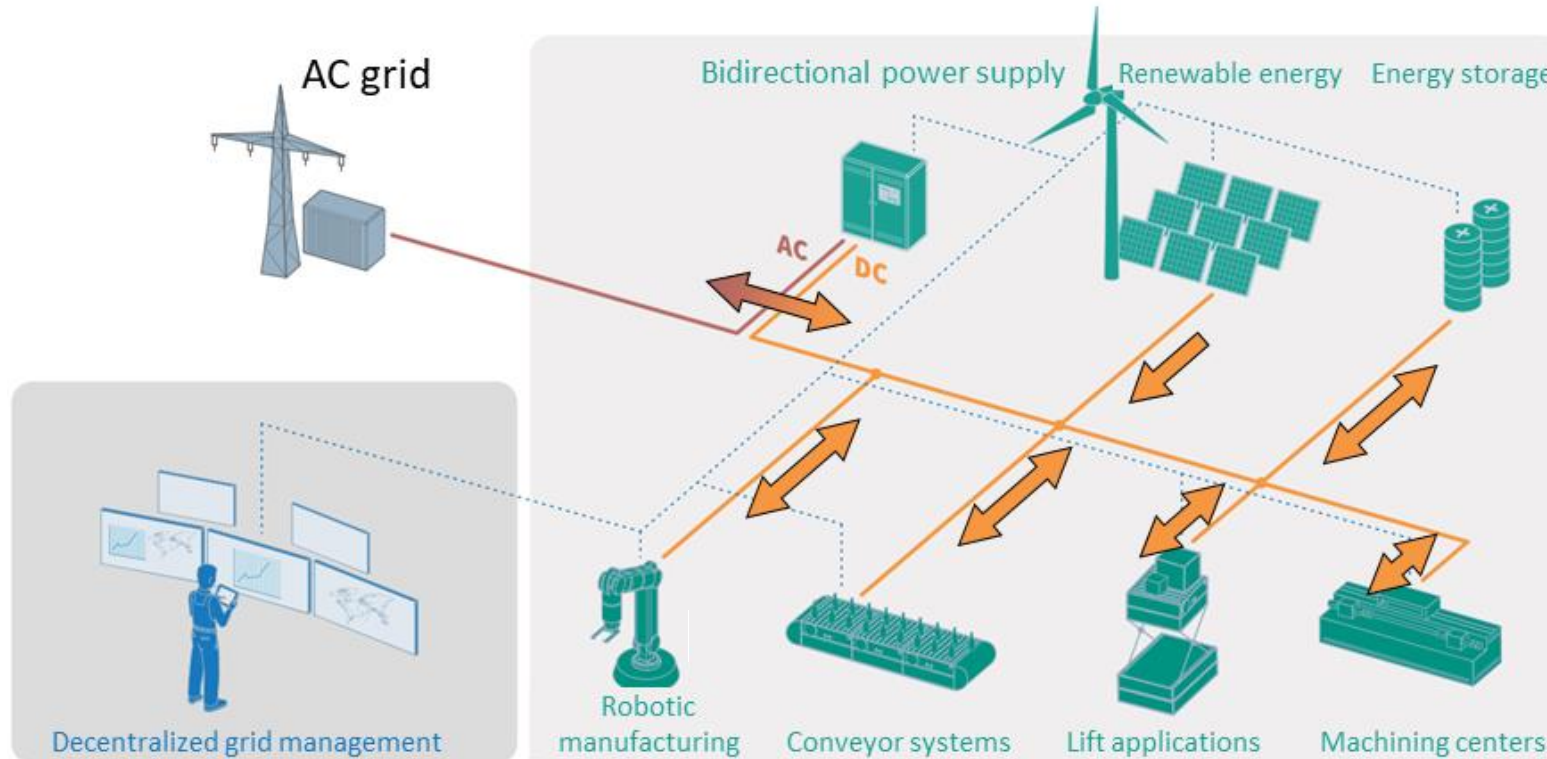 AC grid
Bidirectional power supply
Renewable energy
Energy storage
AC
DC
Decentralized grid management
Robotic
manufacturing
Conveyor systems
Lift applications
Machining centers